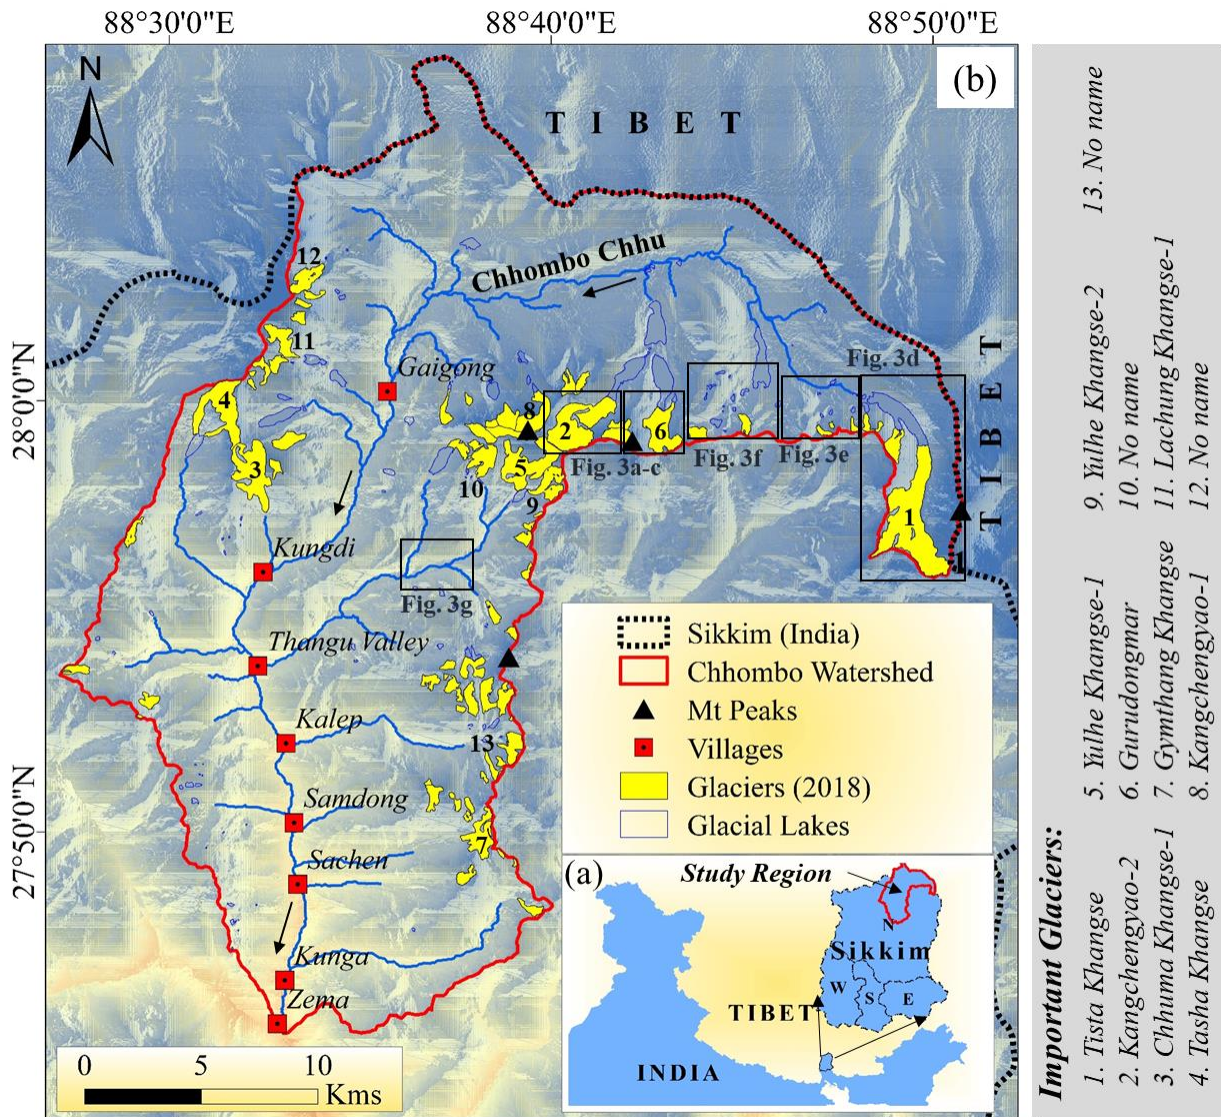 88°30'0"E
88°40'0"E
88°50'0"E
N
(b)
TIBET
Chhombo Chhu
12
11
Gaigong
Fig. 3d
28°0'0"N
4
8
2
6
3
10
5
9
Fig. 3a-c
Fig. 3f
Fig. 3e
TIBET
1
1
Kungdi
Fig. 3g
Thangu Valley
Kalep
13
Samdong
27°50'0"N
7
Sachen
Kunga
Zema
0 5 10
Kms
Sikkim (India)
Chhombo Watershed
Mt Peaks
Villages
Glaciers (2018)
Glacial Lakes
(a)
Study Region
N
Sikkim
W
S
E
TIBET
INDIA
Important Glaciers:
1. Tista Khangse
2. Kangchengyao-2
3. Chhuma Khangse-1
4. Tasha Khangse
5. Yulhe Khangse-1
6. Gurudongmar
7. Gymthang Khangse
8. Kangchengyao-1
9. Yulhe Khangse-2
10. No name
11. Lachung Khangse-1
12. No name
13. No name